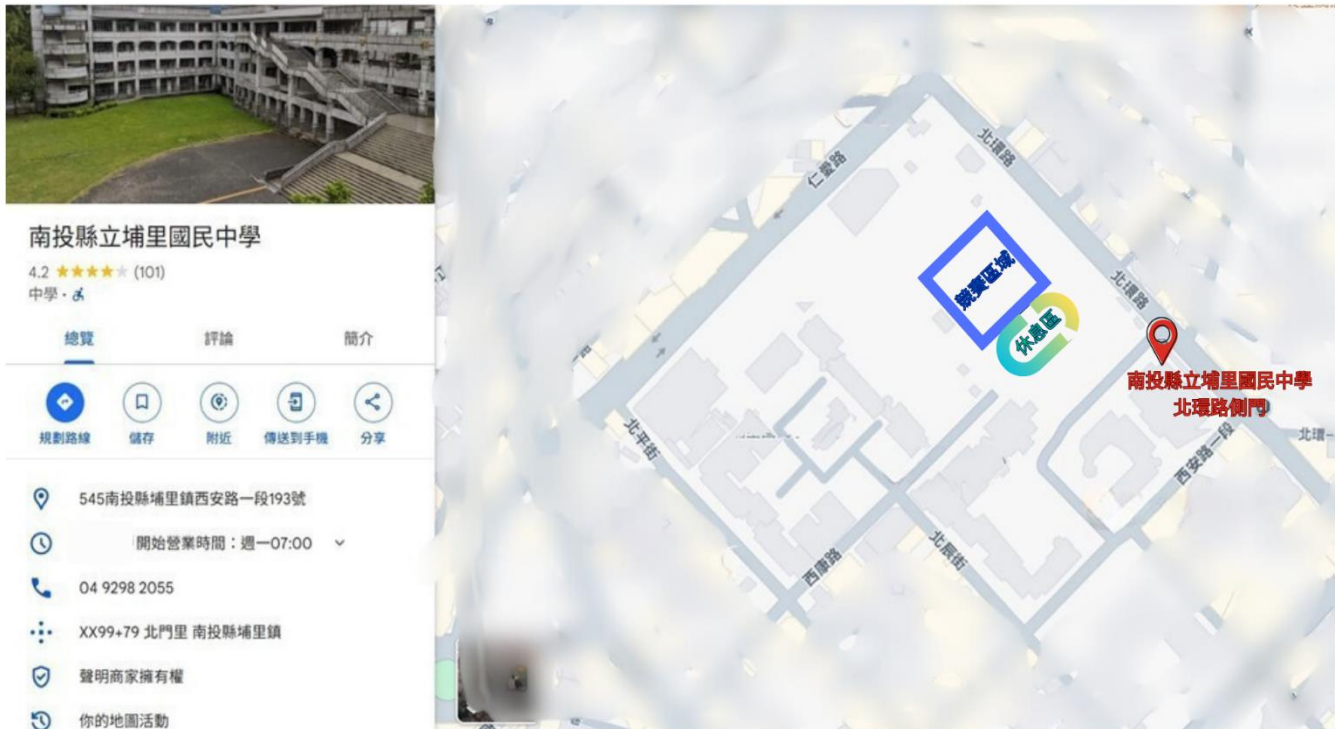 南投縣立埔里國民中學
4.2 (101)
中學・
總覽
評論
簡介
規劃路線
儲存
附近
傳送到手機
分享
545南投縣埔里鎮西安路一段193號
開始營業時間：週一07:00
04 9298 2055
XX99+79 北門里 南投縣埔里鎮
聲明商家擁有權
你的地圖活動
北環路
仁愛路
競賽區域
北環路
休息區
南投縣立埔里國民中學
北環路側門
北環
西安路一段
北平街
北辰街
西康路